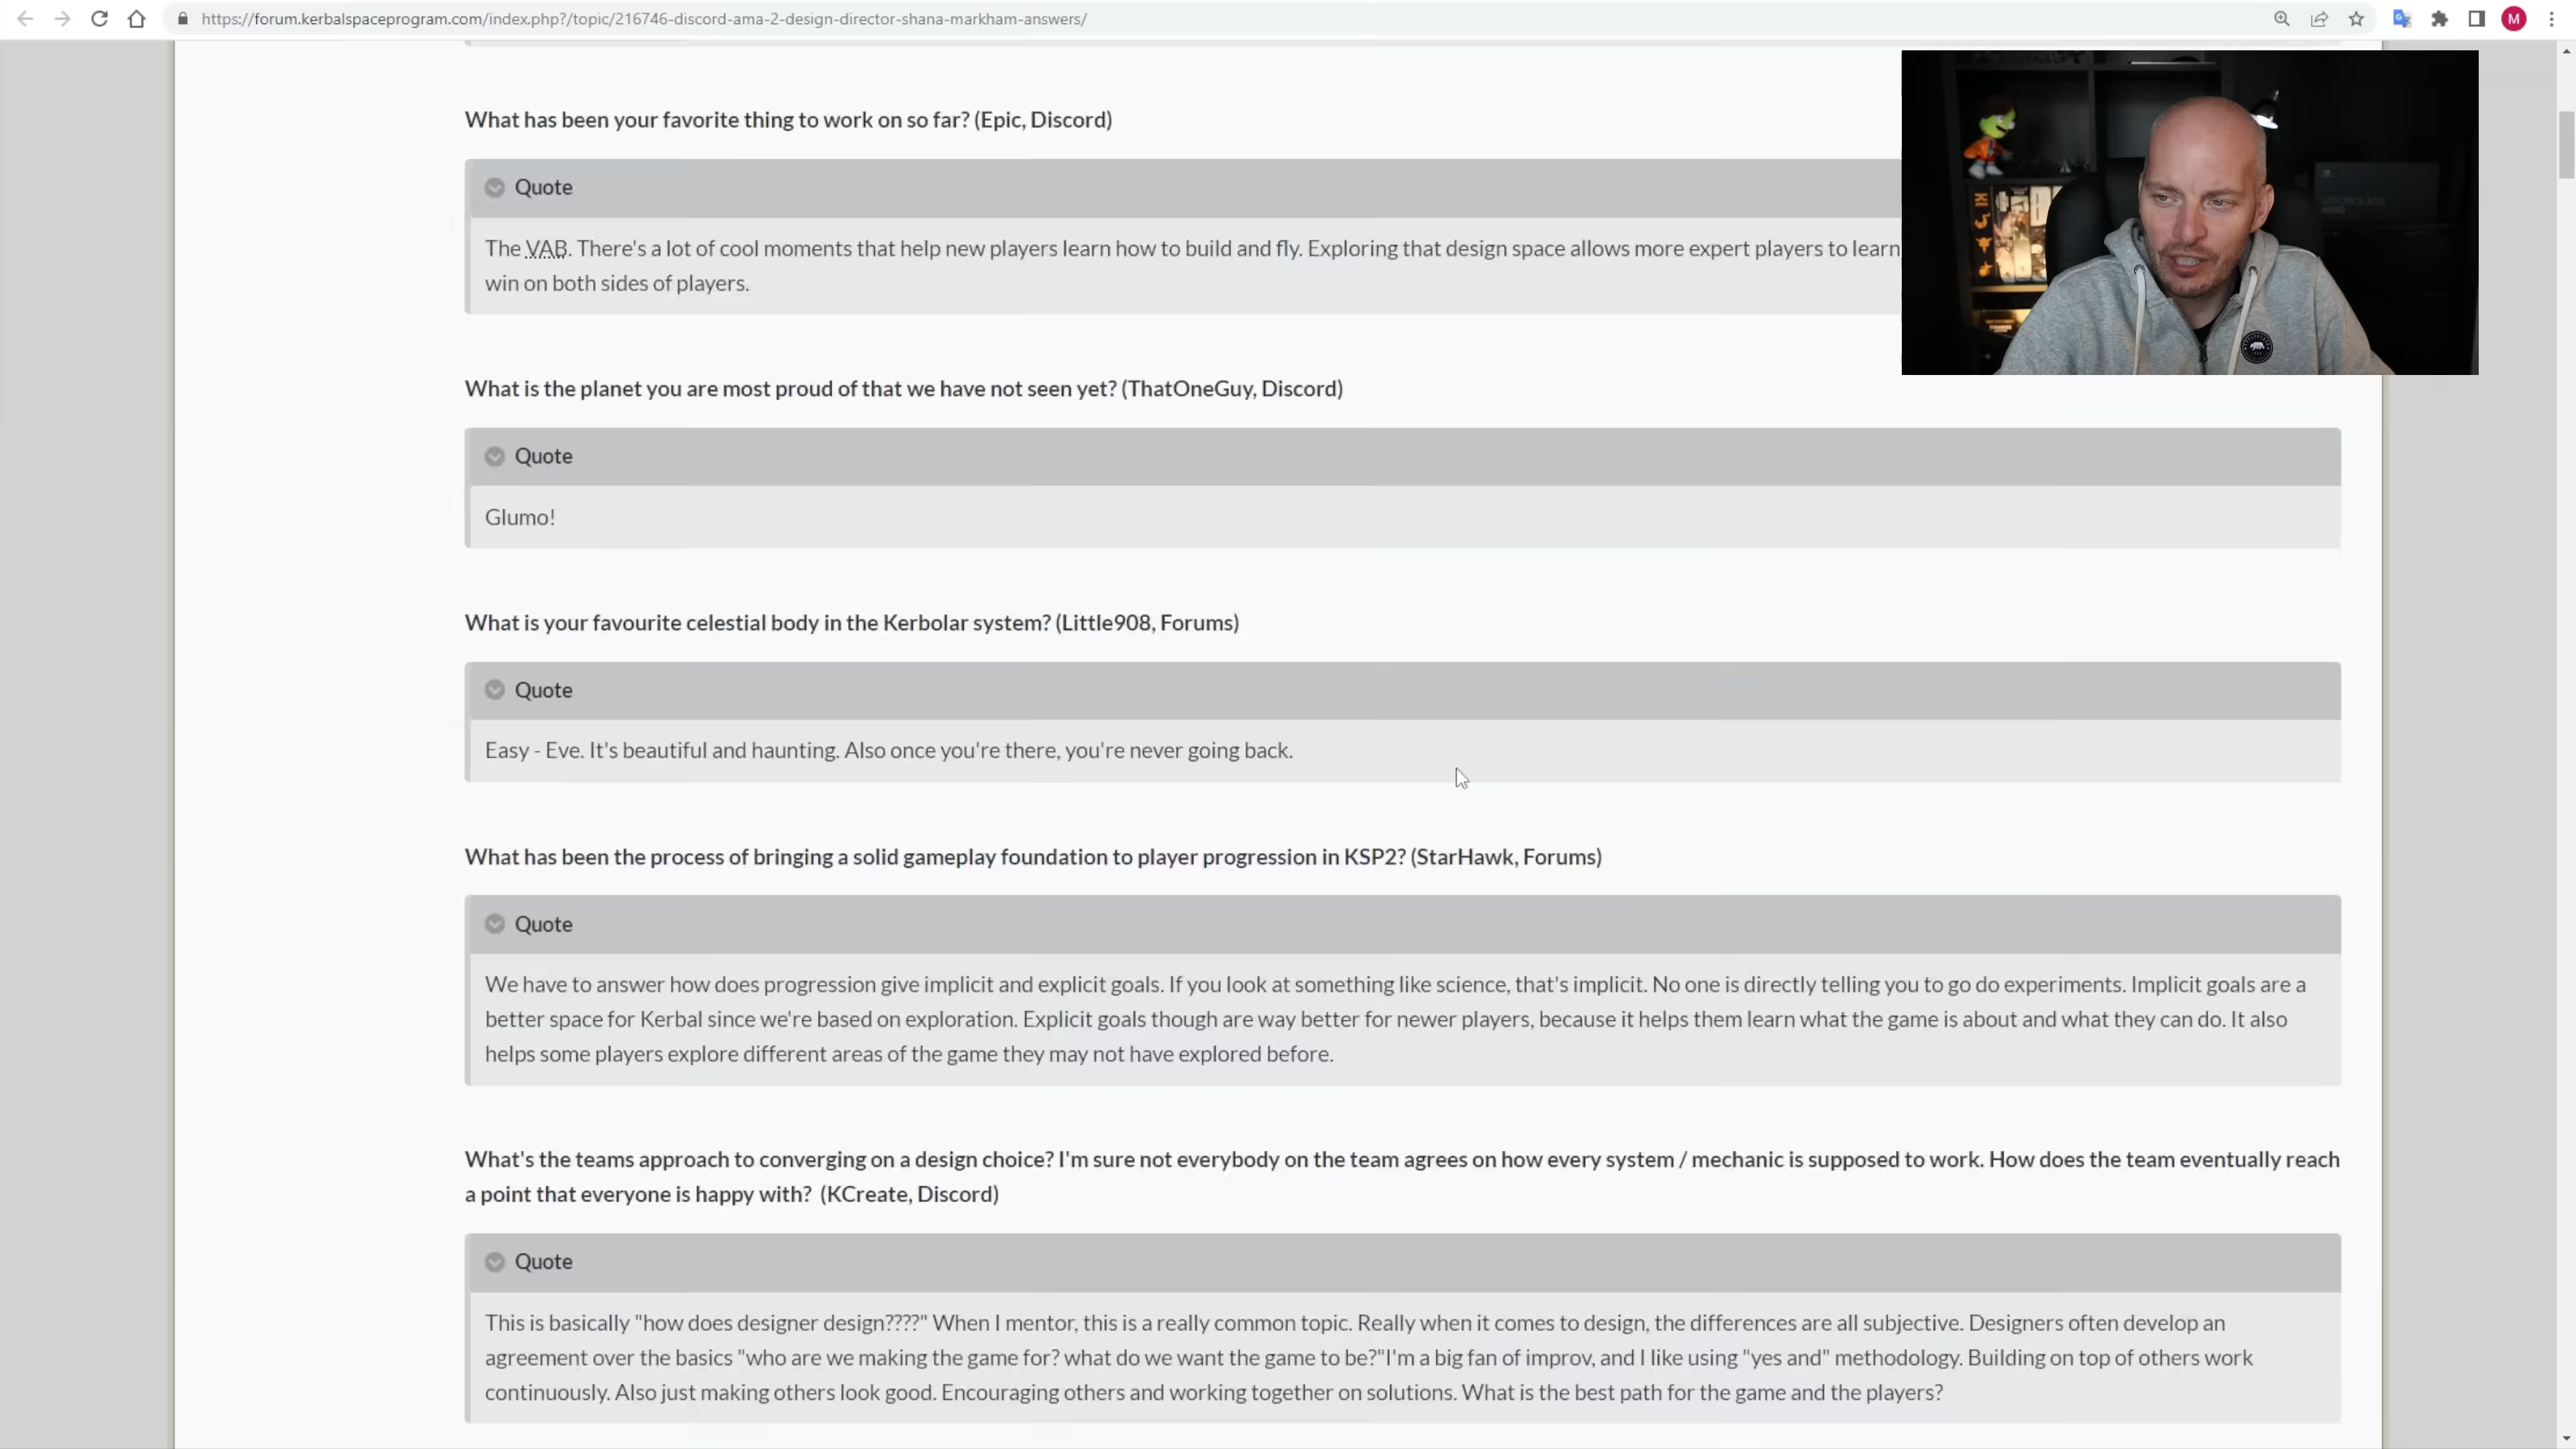 https://forum.kerbalspaceprogram.com/index.php?/topic/216746-discord-ama-2-design-director-shana-markham-answers/
M
What has been your favorite thing to work on so far? (Epic, Discord)
Quote
The VAB. There's a lot of cool moments that help new players learn how to build and fly. Exploring that design space allows more expert players to learn
win on both sides of players.
What is the planet you are most proud of that we have not seen yet? (ThatOneGuy, Discord)
Quote
Glumo!
What is your favourite celestial body in the Kerbolar system? (Little908, Forums)
Quote
Easy - Eve. It's beautiful and haunting. Also once you're there, you're never going back.
What has been the process of bringing a solid gameplay foundation to player progression in KSP2? (StarHawk, Forums)
Quote
We have to answer how does progression give implicit and explicit goals. If you look at something like science, that's implicit. No one is directly telling you to go do experiments. Implicit goals are a
better space for Kerbal since we're based on exploration. Explicit goals though are way better for newer players, because it helps them learn what the game is about and what they can do. It also
helps some players explore different areas of the game they may not have explored before.
What's the teams approach to converging on a design choice? I'm sure not everybody on the team agrees on how every system / mechanic is supposed to work. How does the team eventually reach
a point that everyone is happy with? (KCreate, Discord)
Quote
This is basically "how does designer design????" When I mentor, this is a really common topic. Really when it comes to design, the differences are all subjective. Designers often develop an
agreement over the basics "who are we making the game for? what do we want the game to be?"I'm a big fan of improv, and I like using "yes and" methodology. Building on top of others work
continuously. Also just making others look good. Encouraging others and working together on solutions. What is the best path for the game and the players?